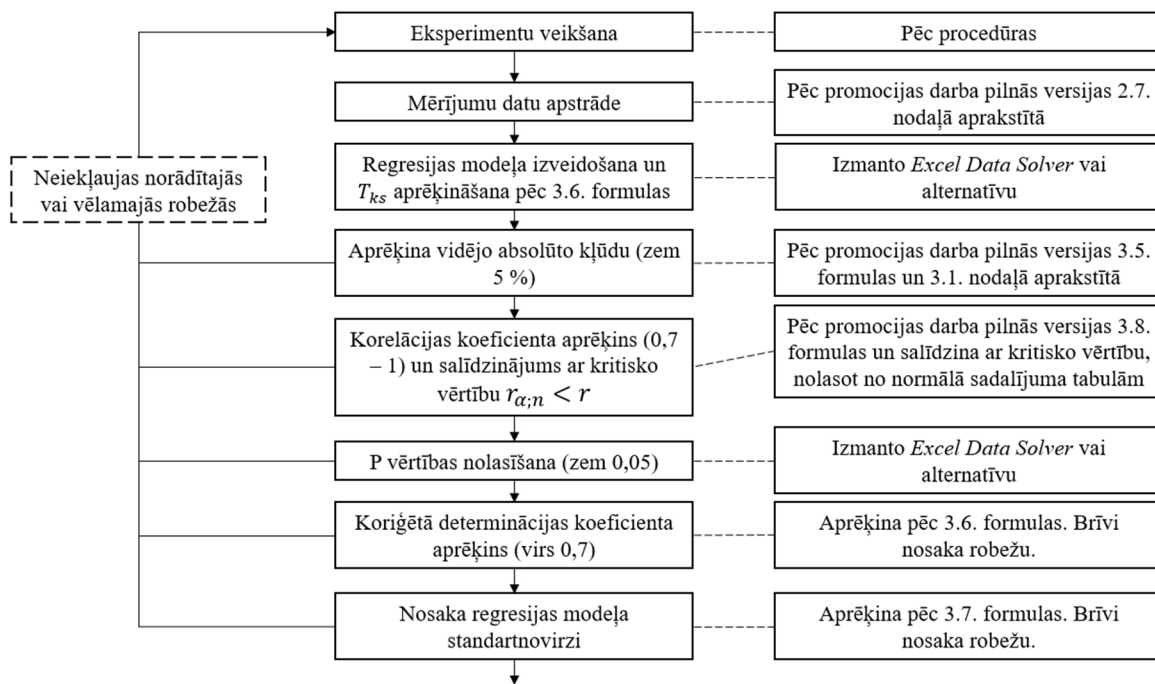 Eksperimentu veikšana
Pēc procedūras
Mērījumu datu apstrāde
Pēc promocijas darba pilnās versijas 2.7.
nodaļā aprakstītā
Neiekļaujas norādītajās
vai vēlamajās robežās
Regresijas modeļa izveidošana un
T_ks aprēķināšana pēc 3.6. formulas
Izmanto Excel Data Solver vai
alternatīvu
Aprēķina vidējo absolūto kļūdu (zem
5 %)
Pēc promocijas darba pilnās versijas 3.5.
formulas un 3.1. nodaļā aprakstītā
Korelācijas koeficienta aprēķins (0,7
– 1) un salīdzinājums ar kritisko
vērtību r_α;n < r
Pēc promocijas darba pilnās versijas 3.8.
formulas un salīdzina ar kritisko vērtību,
nolasot no normālā sadalījuma tabulām
P vērtības nolasīšana (zem 0,05)
Izmanto Excel Data Solver vai
alternatīvu
Koriģētā determinācijas koeficienta
aprēķins (virs 0,7)
Aprēķina pēc 3.6. formulas. Brīvi
nosaka robežu.
Nosaka regresijas modeļa
standartnovirzi
Aprēķina pēc 3.7. formulas. Brīvi
nosaka robežu.